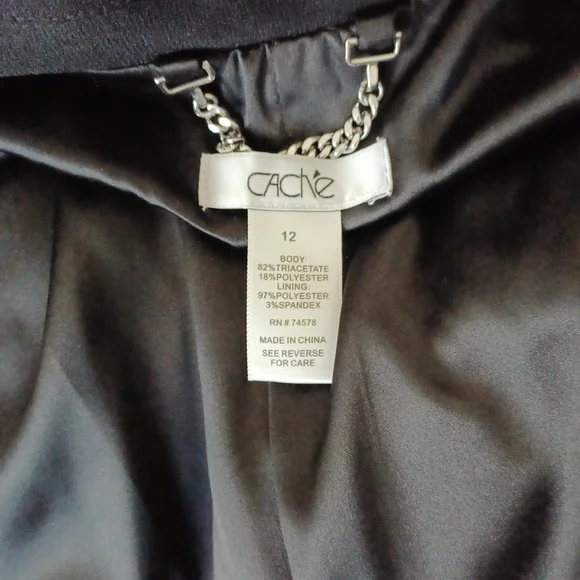 CAChé
12
BODY:
82%TRIACETATE
18%POLYESTER
LINING:
97%POLYESTER
3%SPANDEX
RN # 74578
MADE IN CHINA
SEE REVERSE
FOR CARE